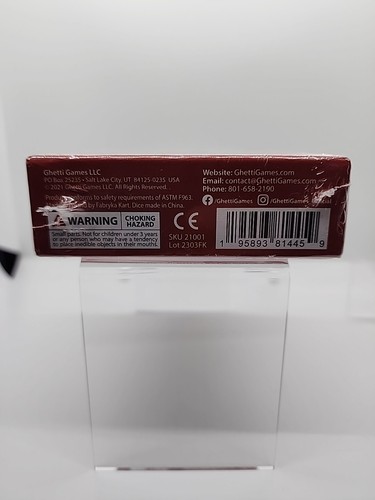 Ghetti Games LLC
PO Box 25235 • Salt Lake City, UT 84125-0235 USA
© 2021 Ghetti Games LLC. All Rights Reserved.
conforms to safety requirements of ASTM F963.
by Fabryka Kart. Dice made in China.
WARNING
CHOKING
HAZARD
Small parts. Not for children under 3 years
or any person who may have a tendency
to place inedible objects in their mouths.
CE
SKU 21001
Lot 2303FK
Website: GhettiGames.com
Email: contact@GhettiGames.com
Phone: 801-658-2190
/GhettiGames
1 95893 81445 9